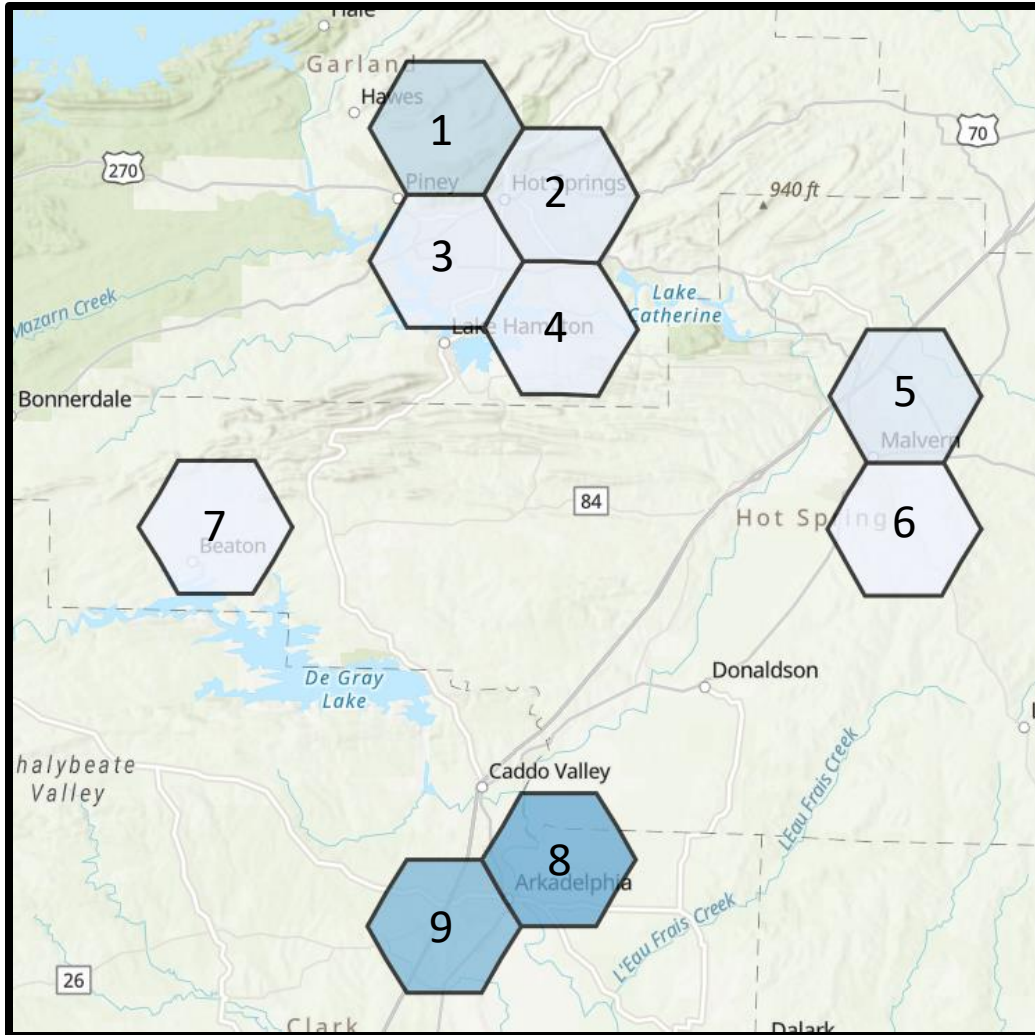 Hale
Garland
Hawes
1
70
270
Piney
Hot Springs
2
940 ft
3
Mazarn Creek
Lake
Catherine
Lake Hamilton
4
5
Bonnerdale
Malvern
84
Hot Spring
6
7
Beaton
Donaldson
De Gray
Lake
halybeate
Valley
Caddo Valley
L'Eau Frais Creek
8
Arkadelphia
9
L'Eau Frais Creek
26
Clark
Dalark